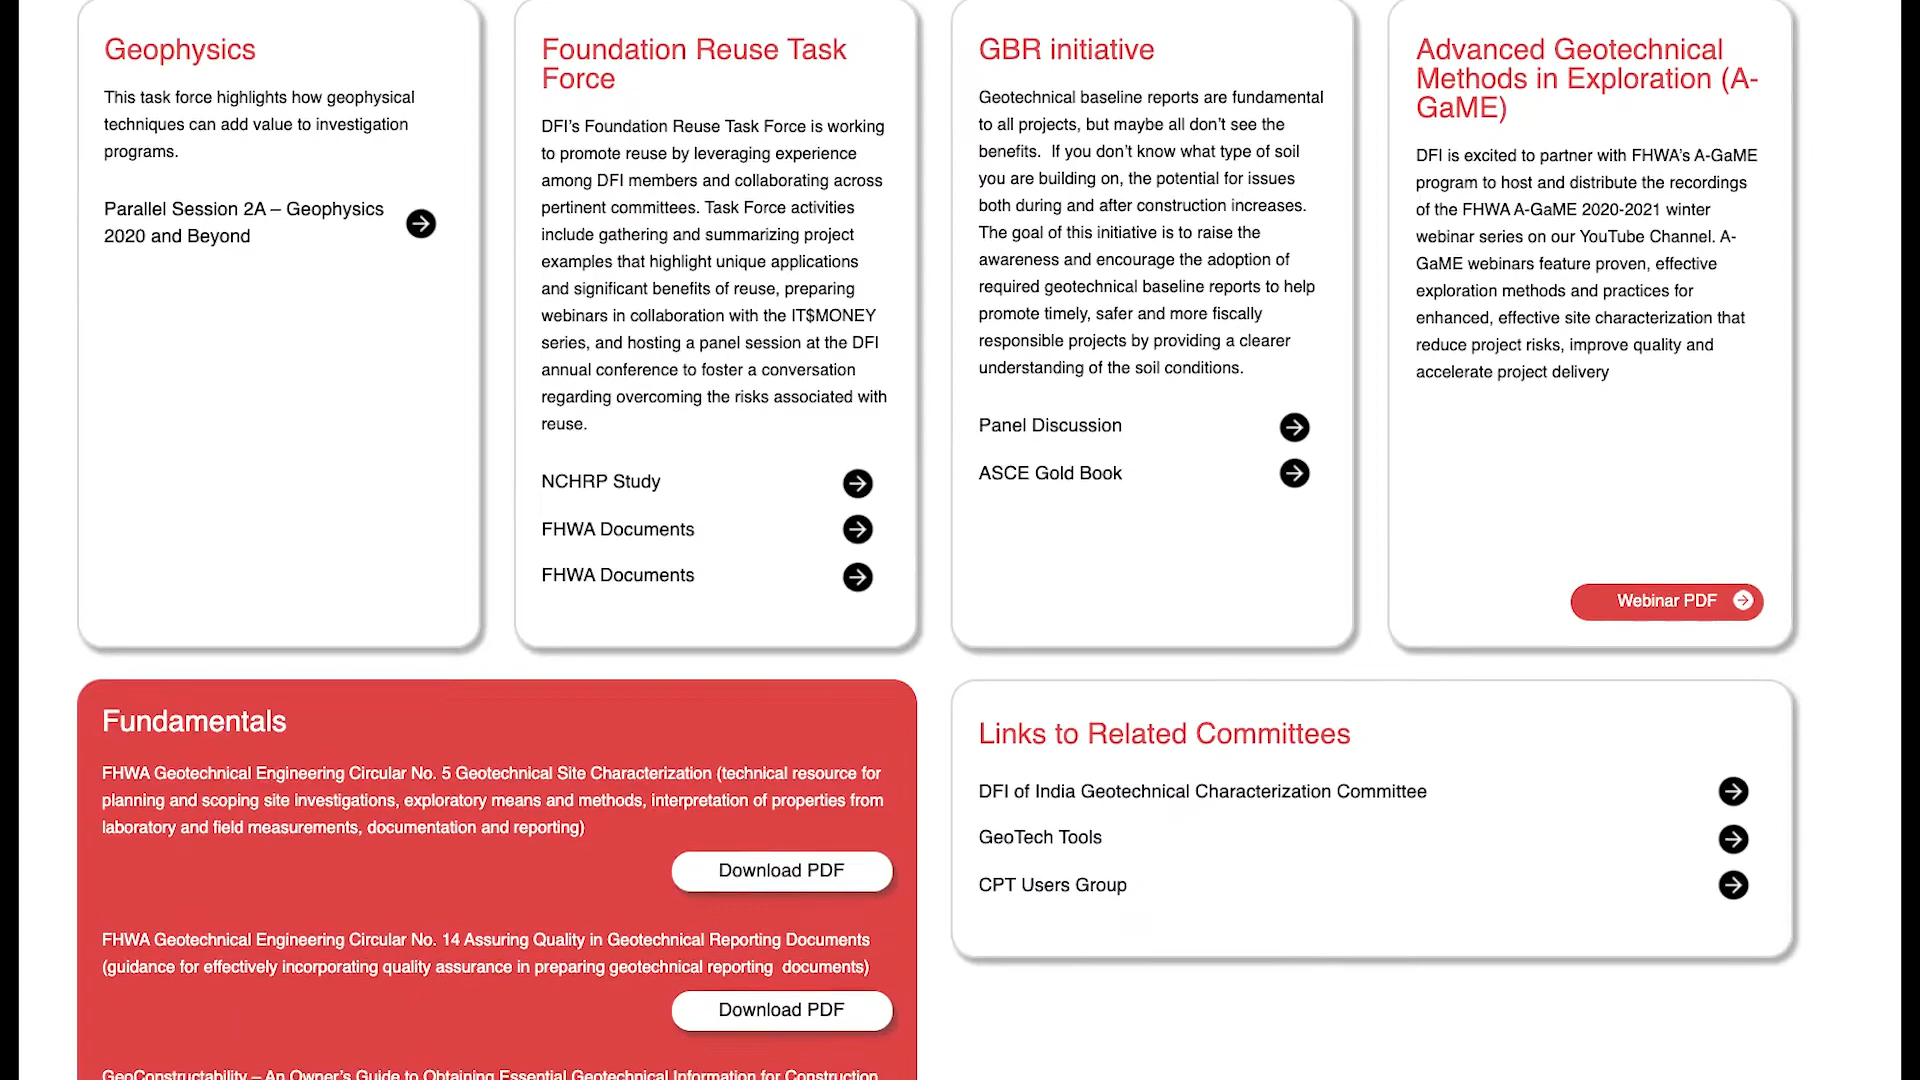 Geophysics
This task force highlights how geophysical
techniques can add value to investigation
programs.
Parallel Session 2A – Geophysics
2020 and Beyond
Foundation Reuse Task
Force
DFI’s Foundation Reuse Task Force is working
to promote reuse by leveraging experience
among DFI members and collaborating across
pertinent committees. Task Force activities
include gathering and summarizing project
examples that highlight unique applications
and significant benefits of reuse, preparing
webinars in collaboration with the IT$MONEY
series, and hosting a panel session at the DFI
annual conference to foster a conversation
regarding overcoming the risks associated with
reuse.
NCHRP Study
FHWA Documents
FHWA Documents
GBR initiative
Geotechnical baseline reports are fundamental
to all projects, but maybe all don’t see the
benefits.  If you don’t know what type of soil
you are building on, the potential for issues
both during and after construction increases.
The goal of this initiative is to raise the
awareness and encourage the adoption of
required geotechnical baseline reports to help
promote timely, safer and more fiscally
responsible projects by providing a clearer
understanding of the soil conditions.
Panel Discussion
ASCE Gold Book
Advanced Geotechnical
Methods in Exploration (A-
GaME)
DFI is excited to partner with FHWA’s A-GaME
program to host and distribute the recordings
of the FHWA A-GaME 2020-2021 winter
webinar series on our YouTube Channel. A-
GaME webinars feature proven, effective
exploration methods and practices for
enhanced, effective site characterization that
reduce project risks, improve quality and
accelerate project delivery
Webinar PDF
Fundamentals
FHWA Geotechnical Engineering Circular No. 5 Geotechnical Site Characterization (technical resource for
planning and scoping site investigations, exploratory means and methods, interpretation of properties from
laboratory and field measurements, documentation and reporting)
Download PDF
FHWA Geotechnical Engineering Circular No. 14 Assuring Quality in Geotechnical Reporting Documents
(guidance for effectively incorporating quality assurance in preparing geotechnical reporting  documents)
Download PDF
GeoConstructability – An Owner’s Guide to Obtaining Essential Geotechnical Information for Construction
Links to Related Committees
DFI of India Geotechnical Characterization Committee
GeoTech Tools
CPT Users Group